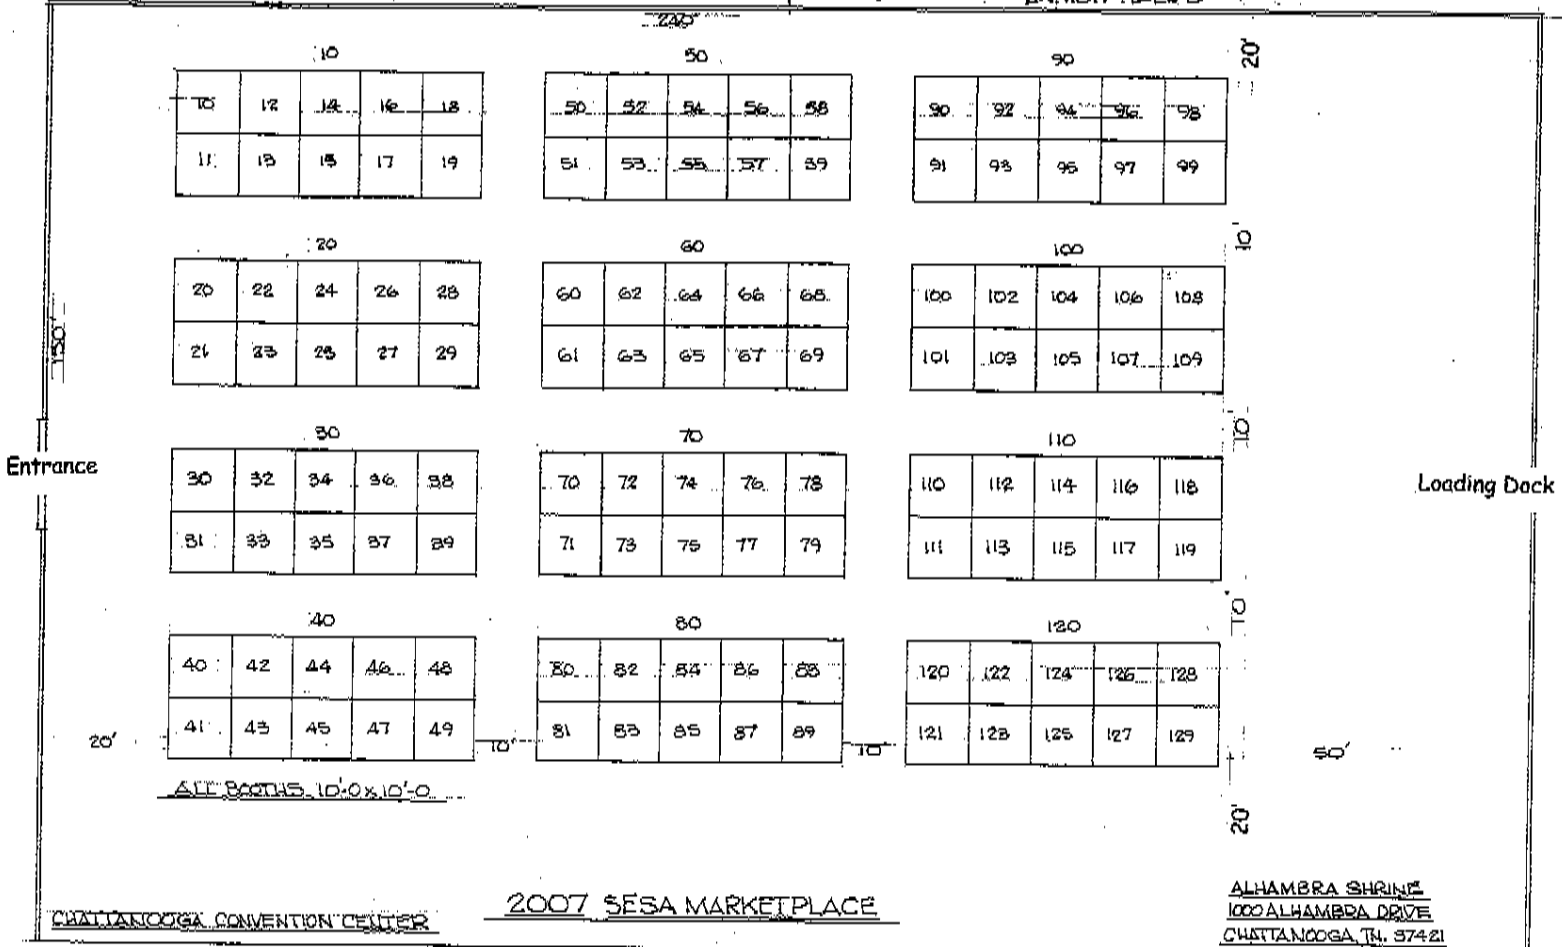 240'
20'
10 50 90
10 12 14 16 18 50 52 54 56 58 90 92 94 96 98
11 13 15 17 19 51 53 55 57 59 91 93 95 97 99
10'
20 60 100
20 22 24 26 28 60 62 64 66 68 100 102 104 106 108
150'
21 23 25 27 29 61 63 65 67 69 101 103 105 107 109
10'
30 70 110
Entrance
30 32 34 36 38 70 72 74 76 78 110 112 114 116 118
Loading Dock
31 33 35 37 39 71 73 75 77 79 111 113 115 117 119
10'
40 80 120
40 42 44 46 48 80 82 84 86 88 120 122 124 126 128
41 43 45 47 49 81 83 85 87 89 121 123 125 127 129
20' 10' 10' 50'
ALL BOOTHS 10'-0 x 10'-0
20'
CHATTANOOGA CONVENTION CENTER
2007 SESA MARKETPLACE
ALHAMBRA SHRINE
1000 ALHAMBRA DRIVE
CHATTANOOGA, TN. 37421